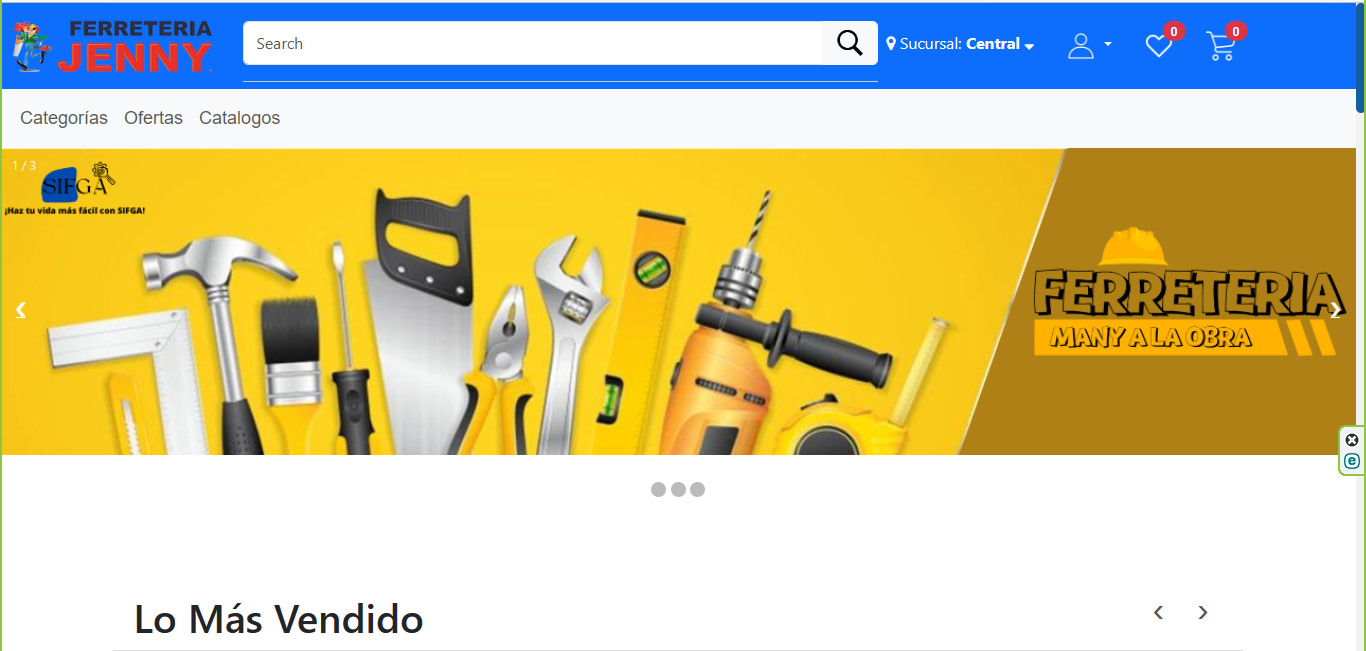 FERRETERIA
JENNY
Search
Sucursal: Central
0
0
Categorías Ofertas Catalogos
1 / 3
SIFGA
¡Haz tu vida más fácil con SIFGA!
FERRETERIA
MANY A LA OBRA
Lo Más Vendido